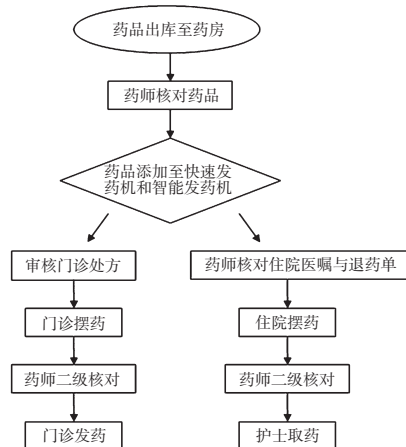 药品出库至药房
药师核对药品
药品添加至快速发
药机和智能发药机
审核门诊处方
药师核对住院医嘱与退药单
门诊摆药
住院摆药
药师二级核对
药师二级核对
门诊发药
护士取药